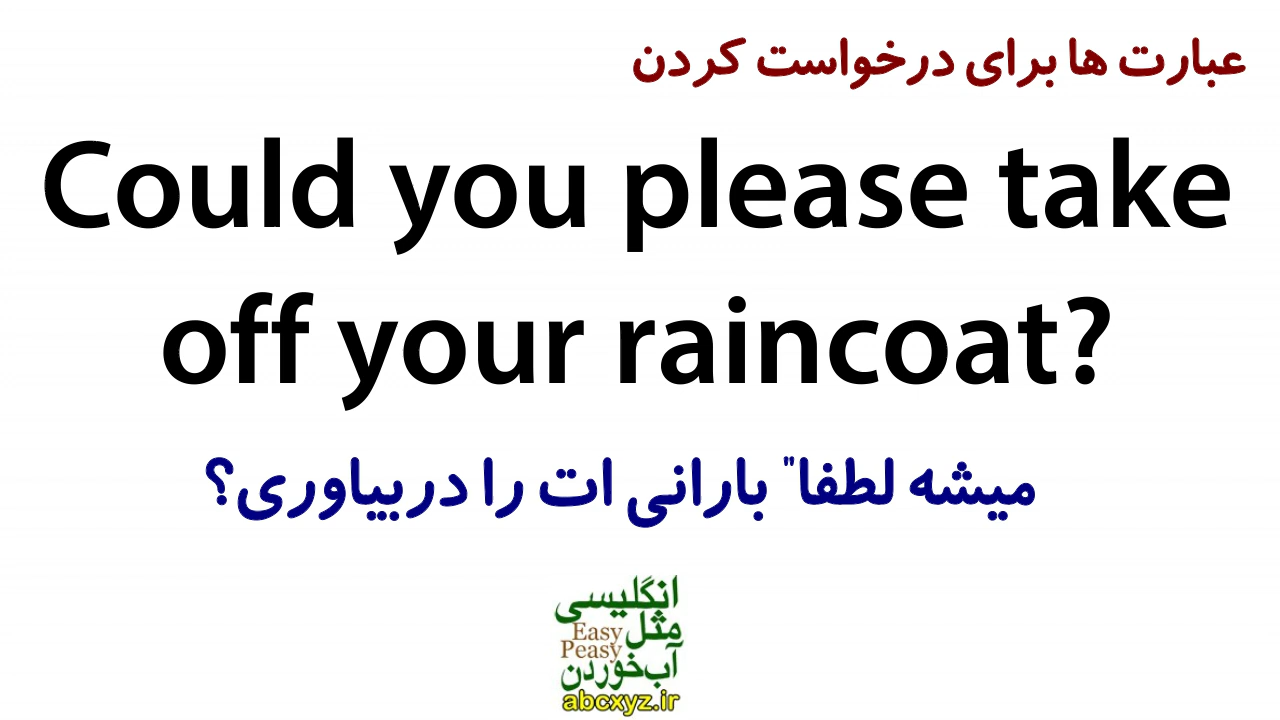 عبارت ها برای درخواست کردن
Could you please take
off your raincoat?
میشه لطفا" بارانی ات را دربیاوری؟
انگلیسی
مثل
Easy
Peasy
آب‌خوردن
abcxyz.ir